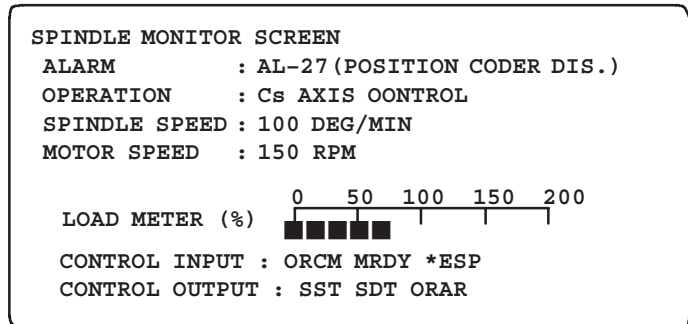 SPINDLE MONITOR SCREEN
ALARM : AL-27(POSITION CODER DIS.)
OPERATION : Cs AXIS OONTROL
SPINDLE SPEED : 100 DEG/MIN
MOTOR SPEED : 150 RPM
0 50 100 150 200
LOAD METER (%)
CONTROL INPUT : ORCM MRDY *ESP
CONTROL OUTPUT : SST SDT ORAR